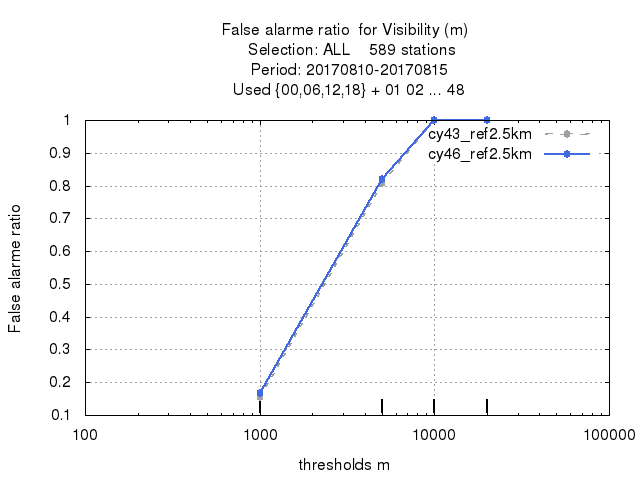 False alarme ratio  for Visibility (m)
Selection: ALL    589 stations
Period: 20170810-20170815
Used {00,06,12,18} + 01 02 ... 48
cy43_ref2.5km
cy46_ref2.5km
False alarme ratio
1
0.9
0.8
0.7
0.6
0.5
0.4
0.3
0.2
0.1
100
1000
10000
100000
thresholds m